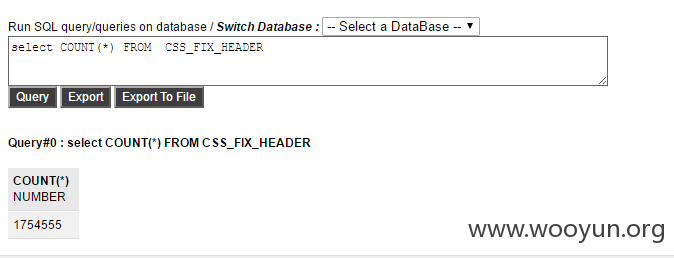 Run SQL query/queries on database / Switch Database : -- Select a DataBase --
select COUNT(*) FROM  CSS_FIX_HEADER
Query Export Export To File
Query#0 : select COUNT(*) FROM CSS_FIX_HEADER
COUNT(*)
NUMBER
1754555
www.wooyun.org